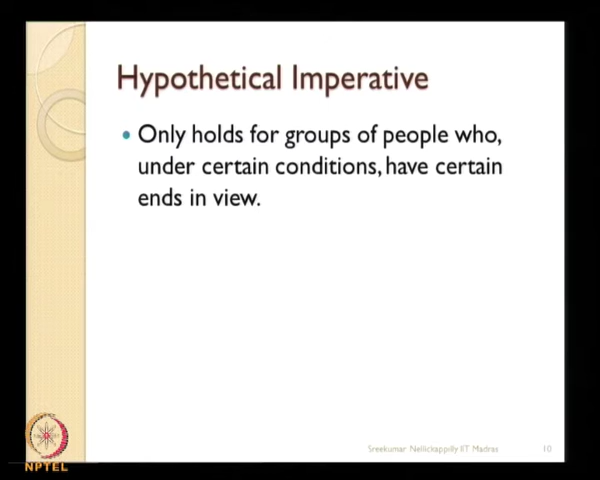 Hypothetical Imperative
• Only holds for groups of people who,
under certain conditions, have certain
ends in view.
Sreekumar Nellickappilly IIT Madras 10
NPTEL